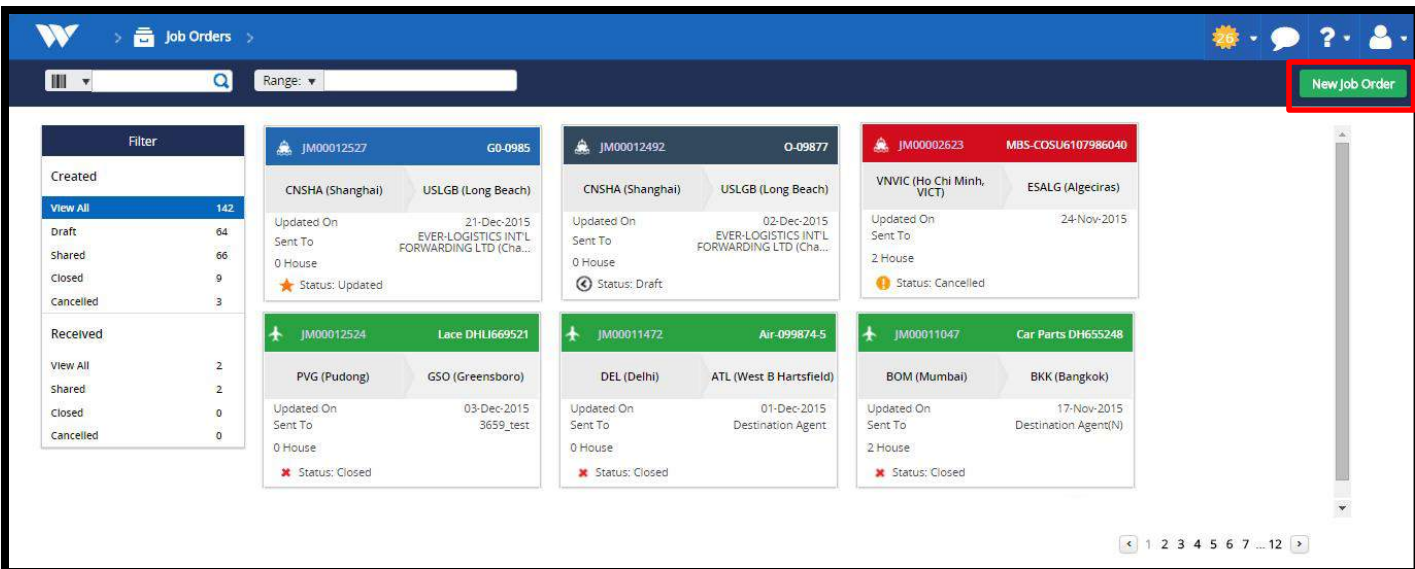 Job Orders
26
?
Range:
New Job Order
Filter
Created
View All 142
Draft 64
Shared 66
Closed 9
Cancelled 3
Received
View All 2
Shared 2
Closed 0
Cancelled 0
JM00012527 G0-0985
CNSHA (Shanghai) USLGB (Long Beach)
Updated On 21-Dec-2015
Sent To EVER-LOGISTICS INT'L
FORWARDING LTD (Cha...
0 House
Status: Updated
JM00012492 O-09877
CNSHA (Shanghai) USLGB (Long Beach)
Updated On 02-Dec-2015
Sent To EVER-LOGISTICS INT'L
FORWARDING LTD (Cha...
0 House
Status: Draft
JM00002623 MBS-COSU6107986040
VNVIC (Ho Chi Minh,
VICT) ESALG (Algeciras)
Updated On 24-Nov-2015
Sent To
2 House
Status: Cancelled
JM00012524 Lace DHLI669521
PVG (Pudong) GSO (Greensboro)
Updated On 03-Dec-2015
Sent To 3659_test
0 House
Status: Closed
JM00011472 Air-099874-5
DEL (Delhi) ATL (West B Hartsfield)
Updated On 01-Dec-2015
Sent To Destination Agent
0 House
Status: Closed
JM00011047 Car Parts DH655248
BOM (Mumbai) BKK (Bangkok)
Updated On 17-Nov-2015
Sent To Destination Agent(N)
2 House
Status: Closed
1 2 3 4 5 6 7 ... 12